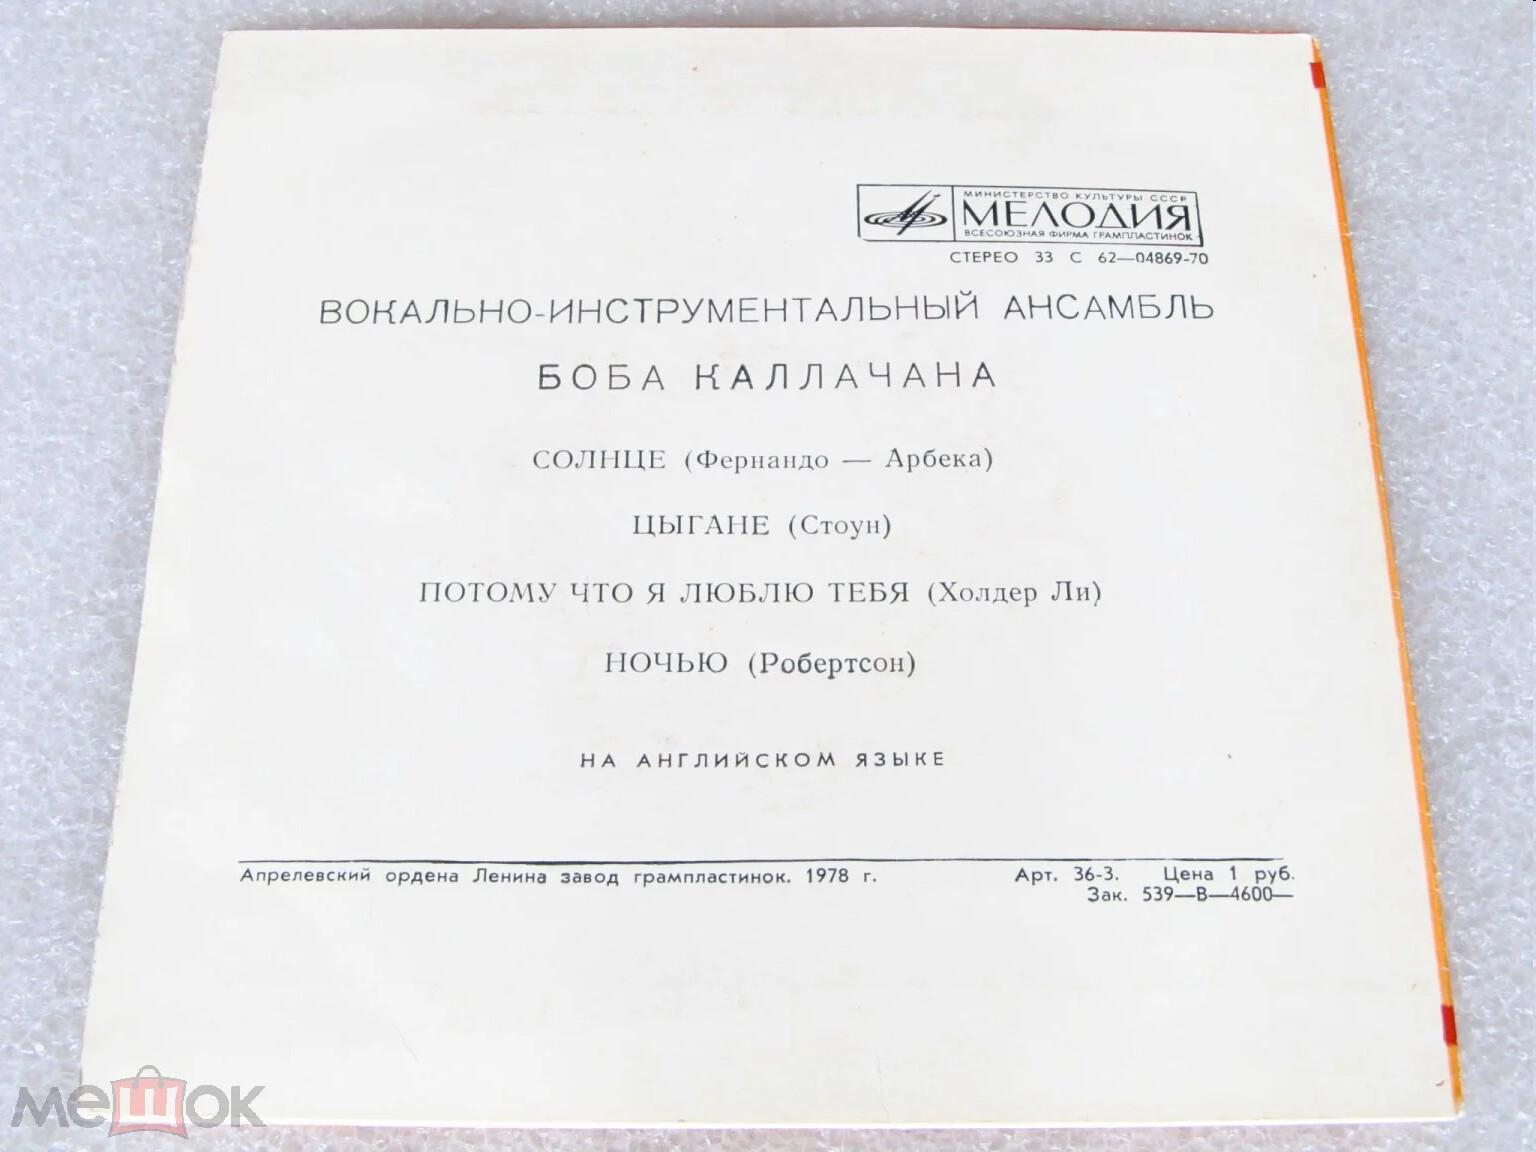 МИНИСТЕРСТВО КУЛЬТУРЫ СССР
МЕЛОДИЯ
ВСЕСОЮЗНАЯ ФИРМА ГРАМПЛАСТИНОК
СТЕРЕО 33 С 62—04869-70
ВОКАЛЬНО-ИНСТРУМЕНТАЛЬНЫЙ АНСАМБЛЬ
БОБА КАЛЛАЧАНА
СОЛНЦЕ (Фернандо — Арбека)
ЦЫГАНЕ (Стоун)
ПОТОМУ ЧТО Я ЛЮБЛЮ ТЕБЯ (Холдер Ли)
НОЧЬЮ (Робертсон)
НА АНГЛИЙСКОМ ЯЗЫКЕ
Апрелевский ордена Ленина завод грампластинок. 1978 г. Арт. 36-3. Цена 1 руб.
Зак. 539—В—4600—
мешок